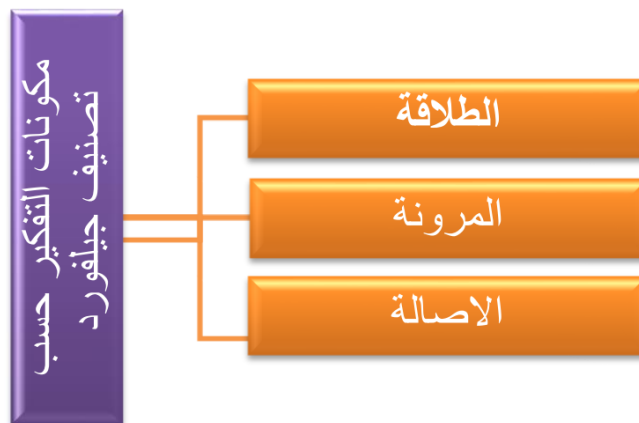 مكونات التفكير حسب
تصنيف جيلفورد
الطلاقة
المرونة
الاصالة